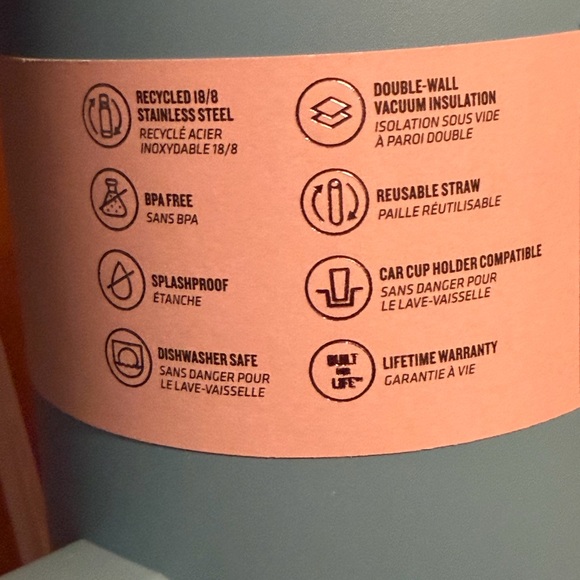 RECYCLED 18/8
STAINLESS STEEL
RECYCLÉ ACIER
INOXYDABLE 18/8
BPA FREE
SANS BPA
SPLASHPROOF
ÉTANCHE
DISHWASHER SAFE
SANS DANGER POUR
LE LAVE-VAISSELLE
DOUBLE-WALL
VACUUM INSULATION
ISOLATION SOUS VIDE
À PAROI DOUBLE
REUSABLE STRAW
PAILLE RÉUTILISABLE
CAR CUP HOLDER COMPATIBLE
SANS DANGER POUR
LE LAVE-VAISSELLE
BUILT
FOR
LIFE™
LIFETIME WARRANTY
GARANTIE À VIE